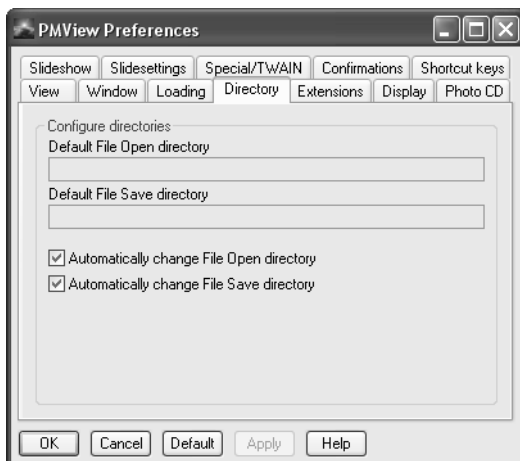 PMView Preferences
Slideshow Slidesettings Special/TWAIN Confirmations Shortcut keys
View Window Loading Directory Extensions Display Photo CD
Configure directories
Default File Open directory
Default File Save directory
Automatically change File Open directory
Automatically change File Save directory
OK Cancel Default Apply Help